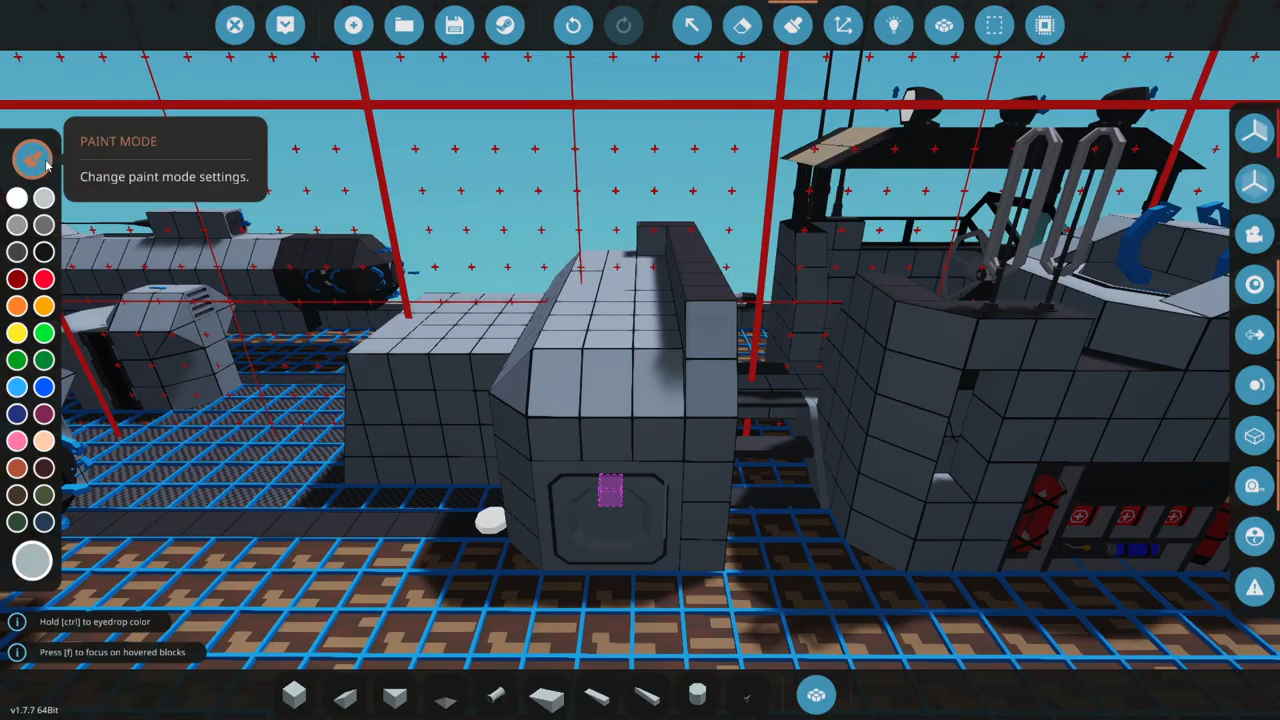 PAINT MODE
Change paint mode settings.
Hold [ctrl] to eyedrop color
Press [f] to focus on hovered blocks
v1.7.7 64Bit